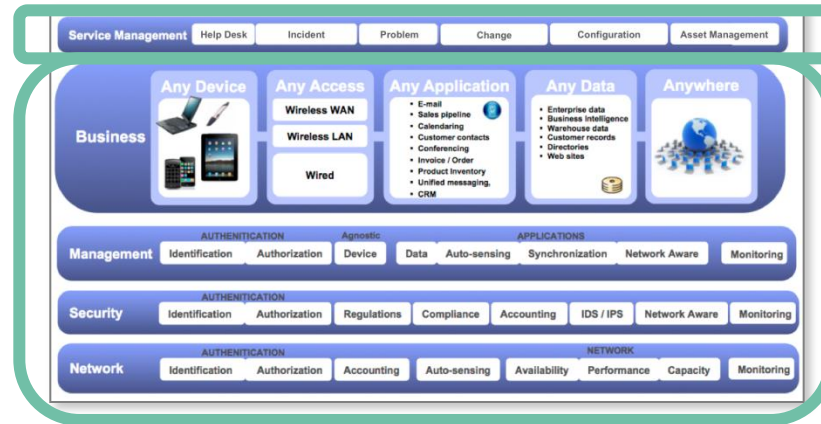 Service Management Help Desk Incident Problem Change Configuration Asset Management
Business
Any Device
Any Access
Wireless WAN
Wireless LAN
Wired
Any Application
• E-mail
• Sales pipeline
• Calendaring
• Customer contacts
• Conferencing
• Invoice / Order
• Product Inventory
• Unified messaging,
• CRM
Any Data
• Enterprise data
• Business Intelligence
• Warehouse data
• Customer records
• Directories
• Web sites
Anywhere
AUTHENITICATION Agnostic APPLICATIONS
Management Identification Authorization Device Data Auto-sensing Synchronization Network Aware Monitoring
AUTHENITICATION
Security Identification Authorization Regulations Compliance Accounting IDS / IPS Network Aware Monitoring
AUTHENITICATION NETWORK
Network Identification Authorization Accounting Auto-sensing Availability Performance Capacity Monitoring